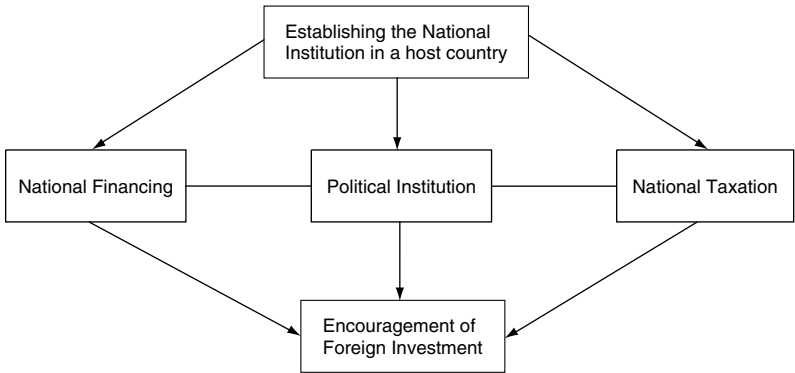 Establishing the National
Institution in a host country
National Financing
Political Institution
National Taxation
Encouragement of
Foreign Investment